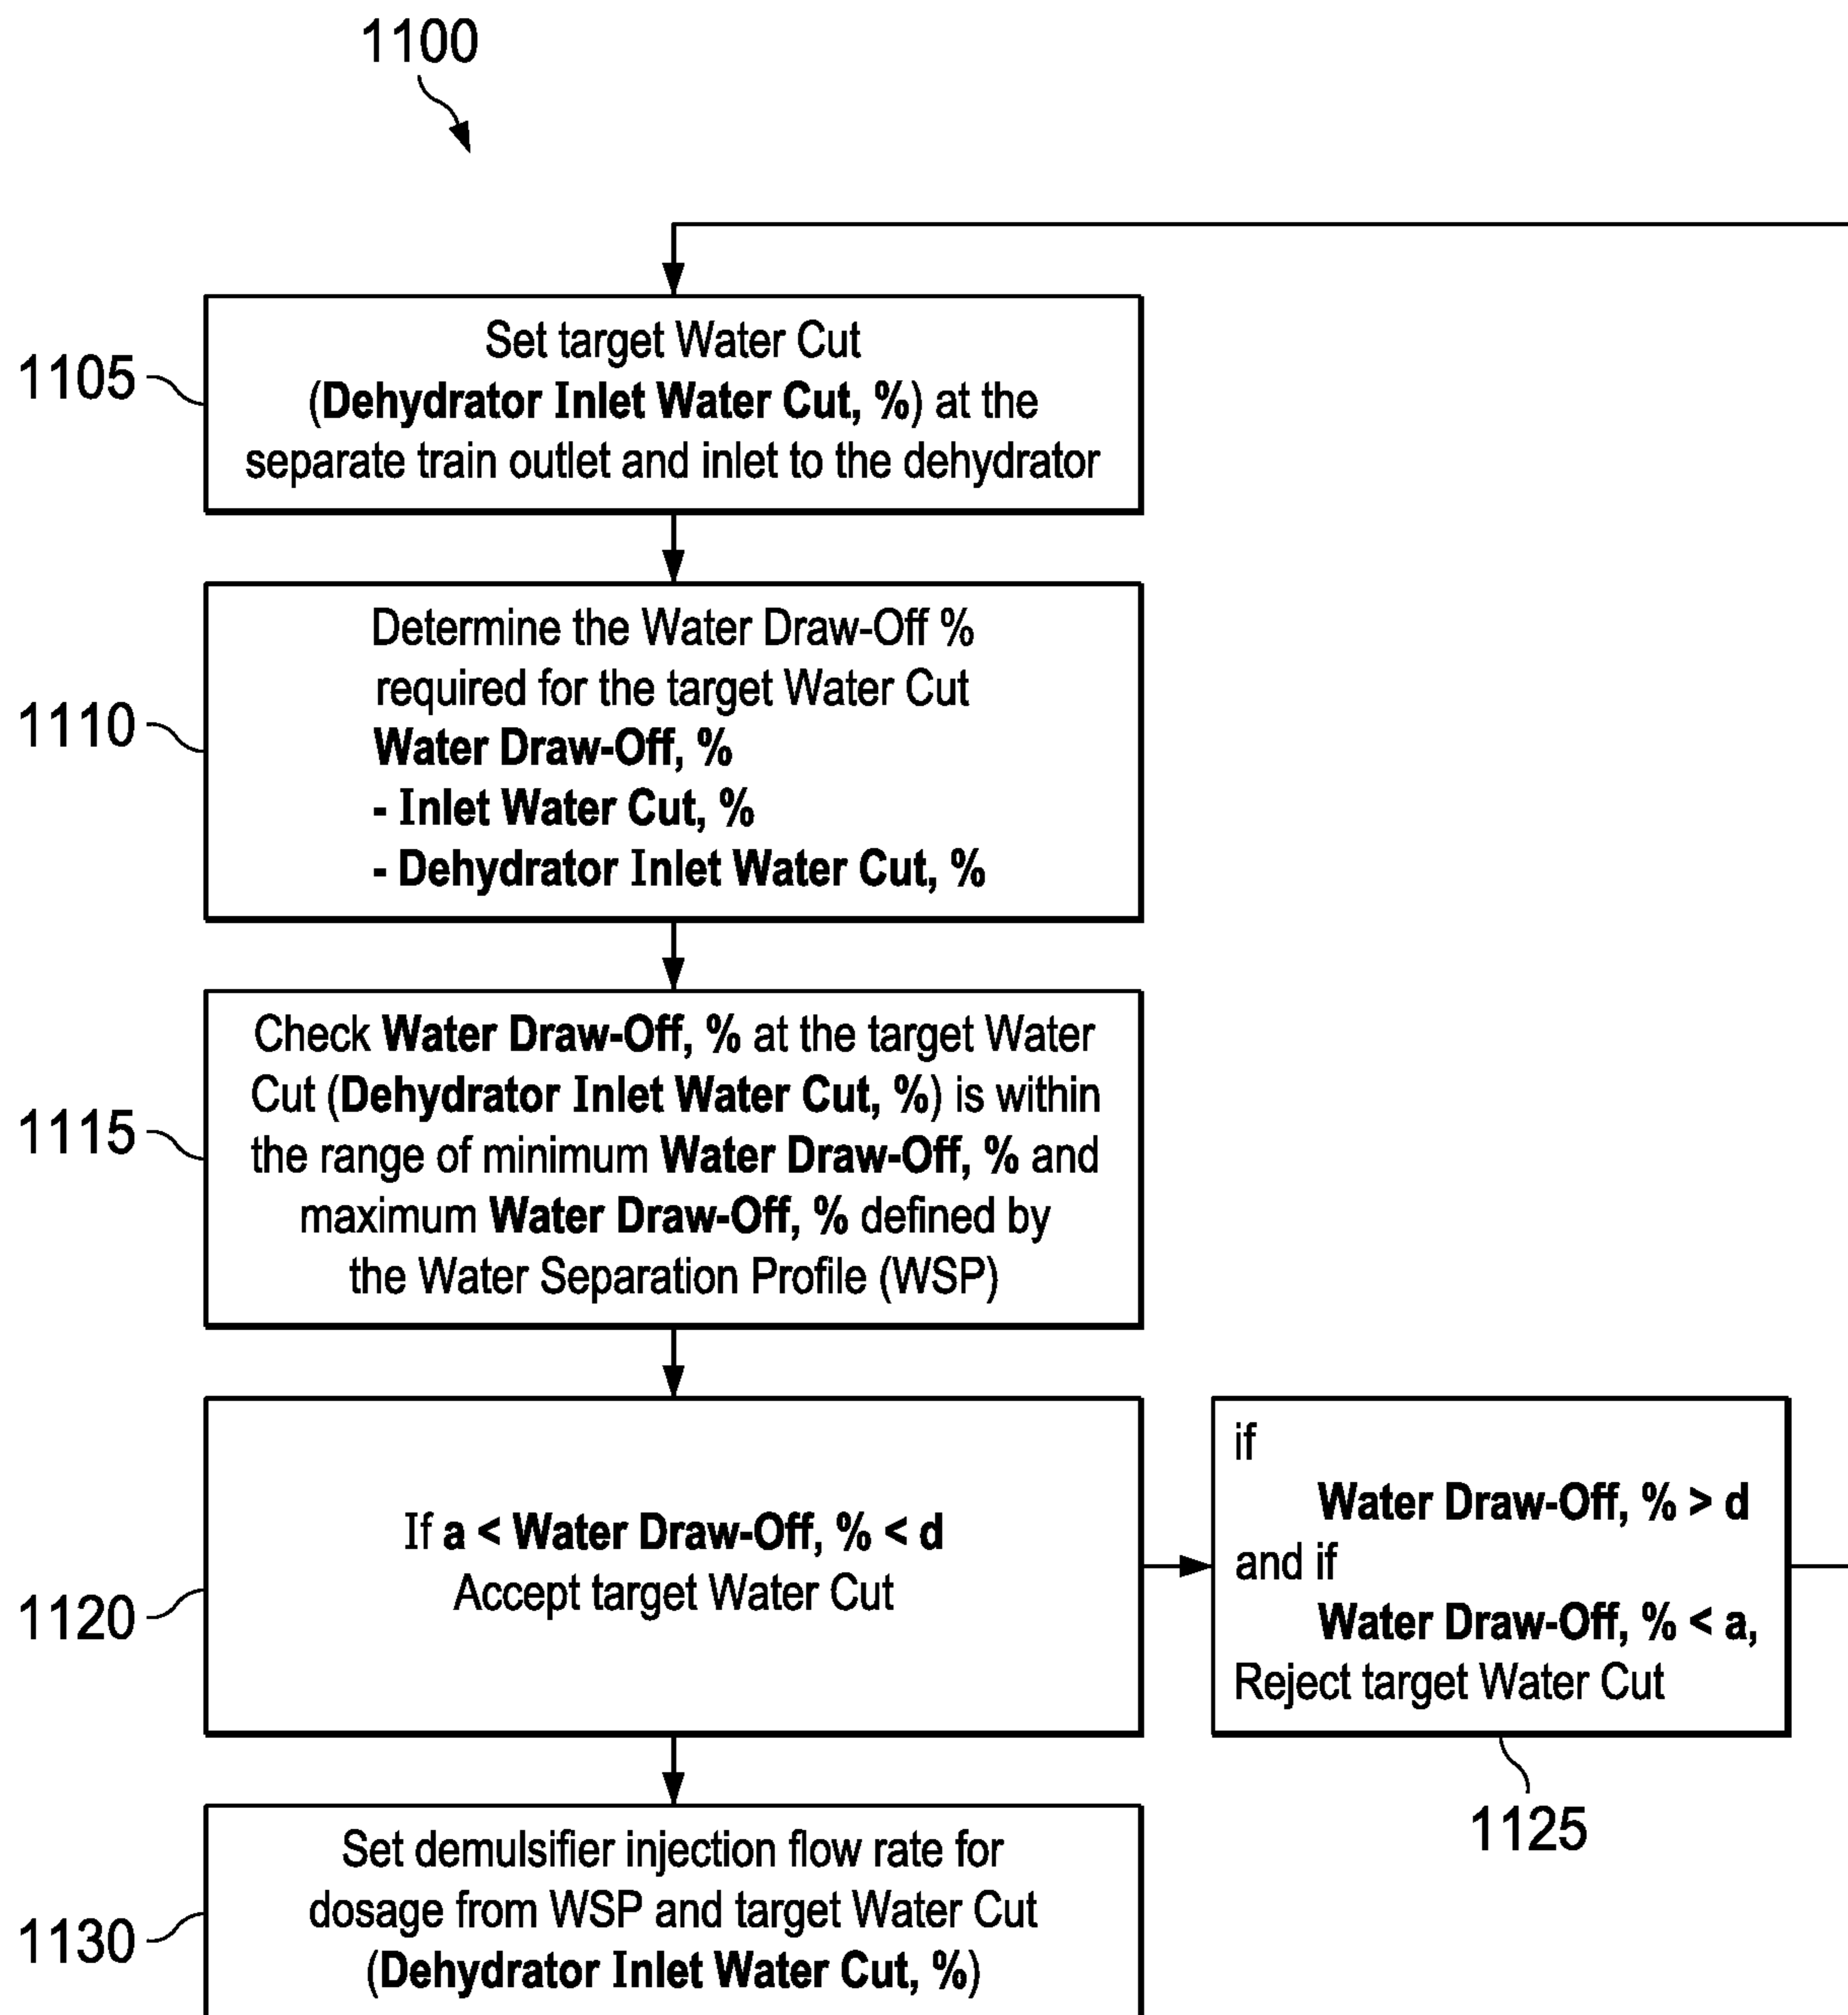 1100
1105
Set target Water Cut
(Dehydrator Inlet Water Cut, %) at the
separate train outlet and inlet to the dehydrator
1110
Determine the Water Draw-Off %
required for the target Water Cut
Water Draw-Off, %
- Inlet Water Cut, %
- Dehydrator Inlet Water Cut, %
1115
Check Water Draw-Off, % at the target Water
Cut (Dehydrator Inlet Water Cut, %) is within
the range of minimum Water Draw-Off, % and
maximum Water Draw-Off, % defined by
the Water Separation Profile (WSP)
1120
If a < Water Draw-Off, % < d
Accept target Water Cut
if
Water Draw-Off, % > d
and if
Water Draw-Off, % < a,
Reject target Water Cut
1125
1130
Set demulsifier injection flow rate for
dosage from WSP and target Water Cut
(Dehydrator Inlet Water Cut, %)